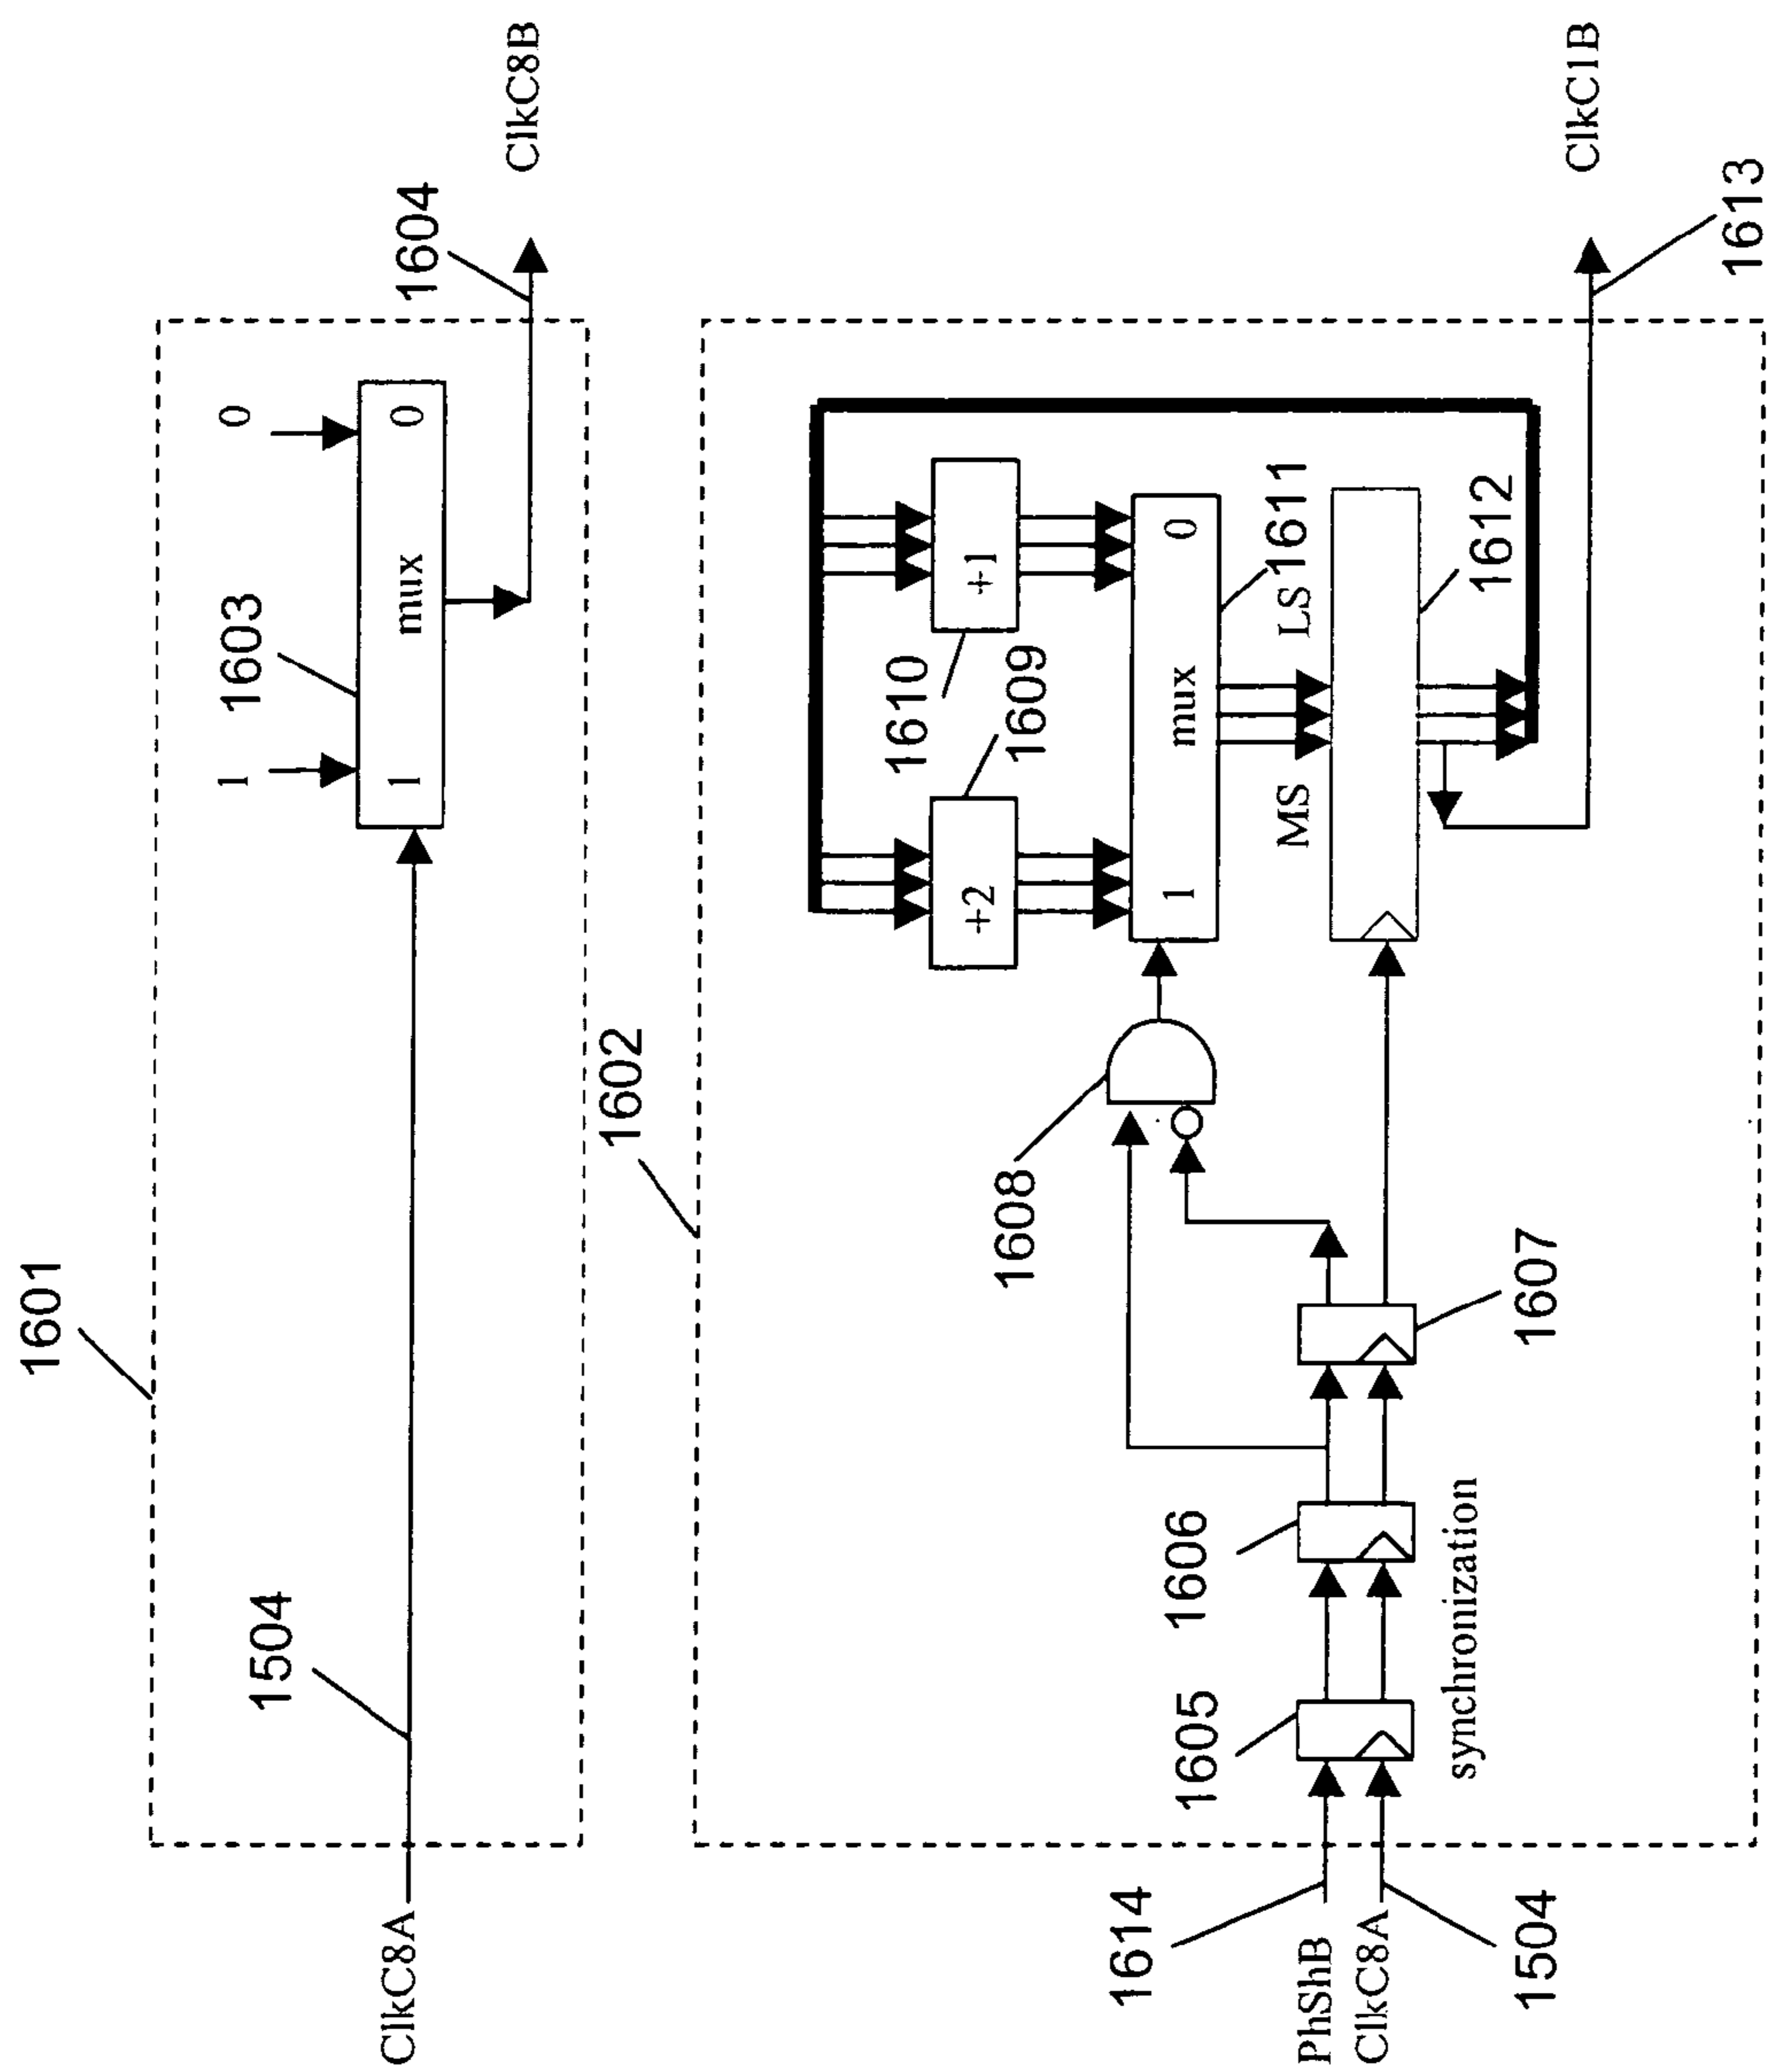 1601
1504
ClkC8A
1603
1
0
1
mux
0
1604
ClkC8B
1602
1614
PhShB
ClkC8A
1504
1605
1606
synchronization
1607
1608
+2
1609
+1
1610
1
mux
0
1611
MS
LS
1612
1613
ClkC1B